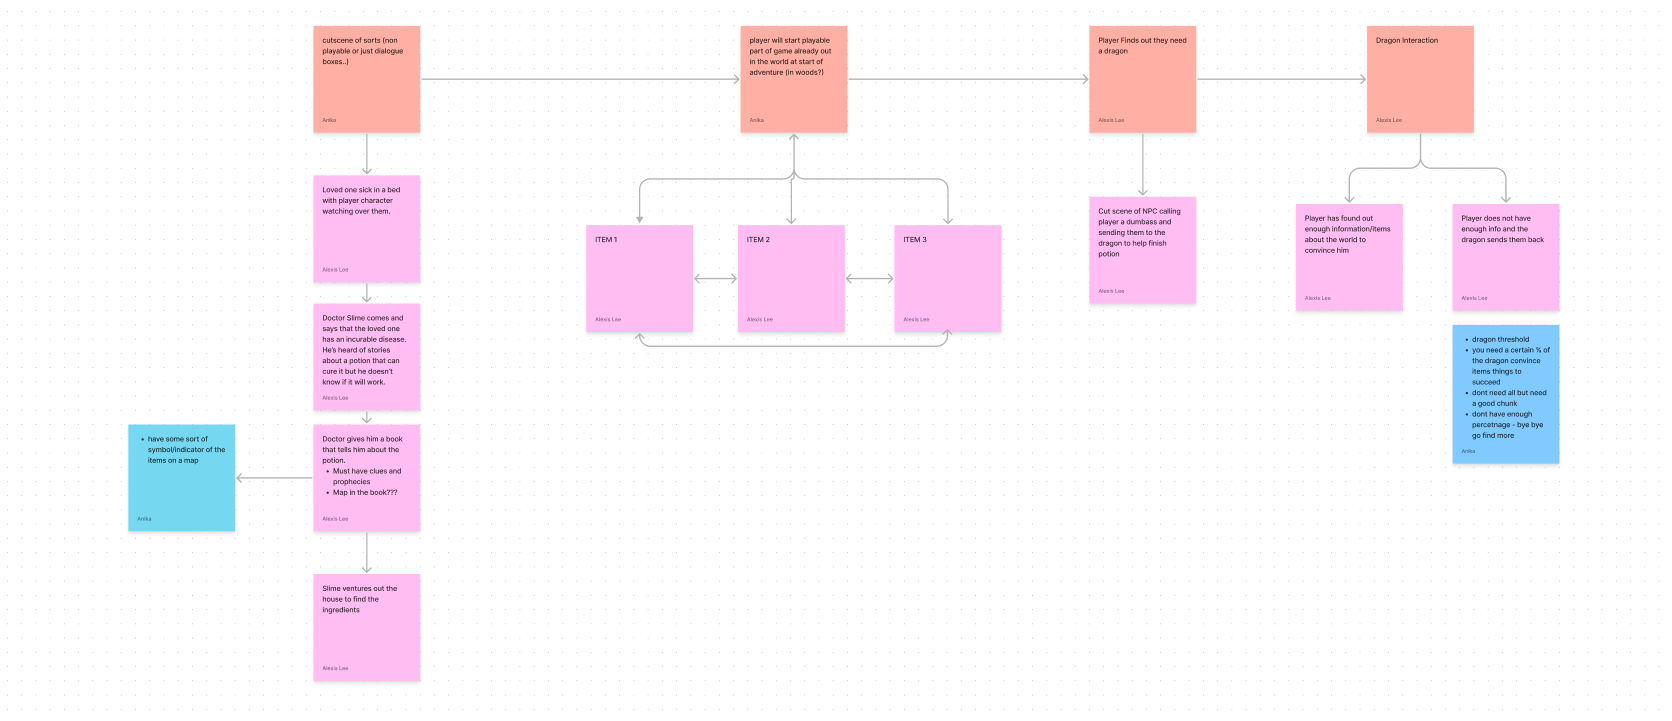 cutscene of sorts (non
playable or just dialogue
boxes..)
Anika
player will start playable
part of game already out
in the world at start of
adventure (in woods?)
Anika
Player Finds out they need
a dragon
Alexis Lee
Dragon Interaction
Alexis Lee
Loved one sick in a bed
with player character
watching over them.
Alexis Lee
ITEM 1
Alexis Lee
ITEM 2
Alexis Lee
ITEM 3
Alexis Lee
Cut scene of NPC calling
player a dumbass and
sending them to the
dragon to help finish
potion
Alexis Lee
Player has found out
enough information/items
about the world to
convince him
Alexis Lee
Player does not have
enough info and the
dragon sends them back
Alexis Lee
Doctor Slime comes and
says that the loved one
has an incurable disease.
He's heard of stories
about a potion that can
cure it but he doesn't
know if it will work.
Alexis Lee
• dragon threshold
• you need a certain % of
the dragon convince
items things to
succeed
• dont need all but need
a good chunk
• dont have enough
percetnage - bye bye
go find more
Anika
• have some sort of
symbol/indicator of the
items on a map
Anika
Doctor gives him a book
that tells him about the
potion.
• Must have clues and
prophecies
• Map in the book???
Alexis Lee
Slime ventures out the
house to find the
ingredients
Alexis Lee